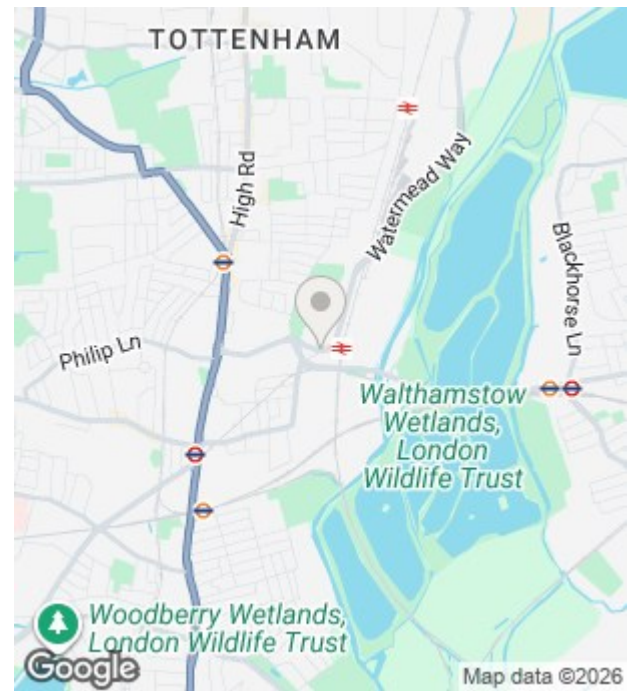 TOTTENHAM
High Rd
Watermead Way
Blackhorse Ln
Philip Ln
Walthamstow
Wetlands,
London
Wildlife Trust
Woodberry Wetlands,
London Wildlife Trust
Google
Map data ©2026